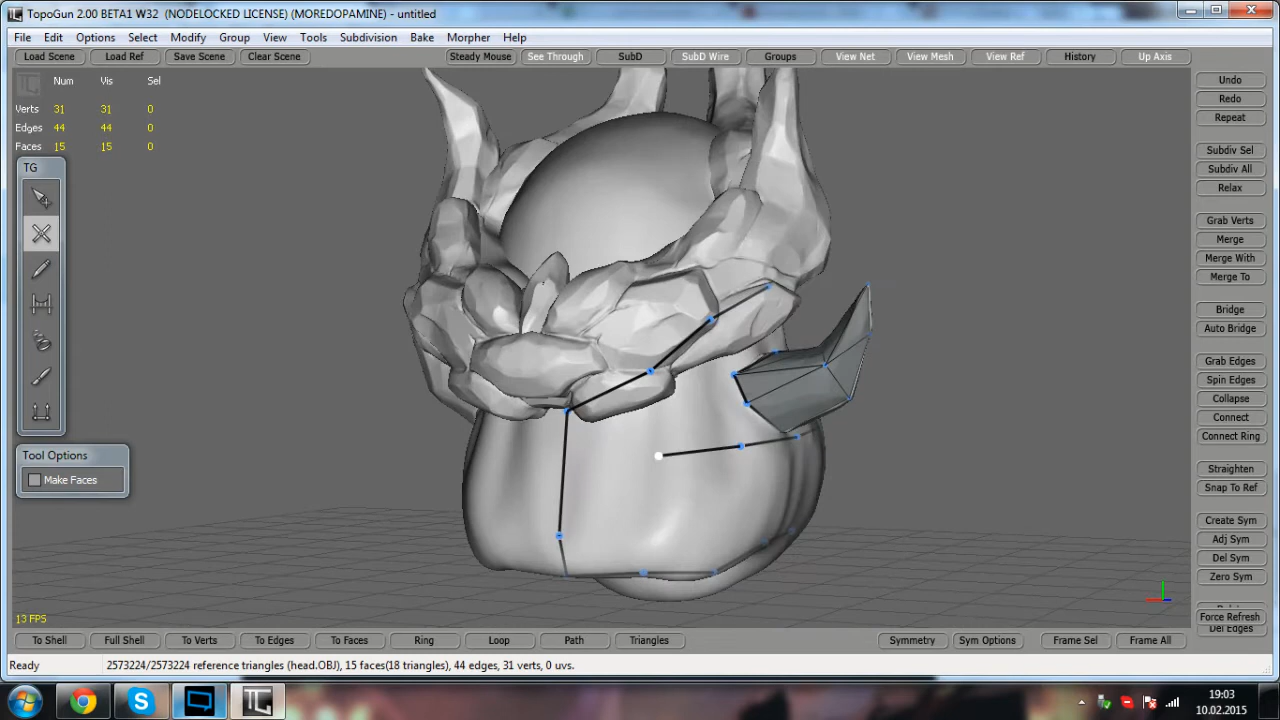 TopoGun 2.00 BETA1 W32 (NODELOCKED LICENSE) (MOREDOPAMINE) - untitled
File Edit Options Select Modify Group View Tools Subdivision Bake Morpher Help
Load Scene Load Ref Save Scene Clear Scene Steady Mouse See Through SubD SubD Wire Groups View Net View Mesh View Ref History Up Axis
Num Vis Sel
Verts 31 31 0
Edges 44 44 0
Faces 15 15 0
TG
Tool Options
Make Faces
Undo
Redo
Repeat
Subdiv Sel
Subdiv All
Relax
Grab Verts
Merge
Merge With
Merge To
Bridge
Auto Bridge
Grab Edges
Spin Edges
Collapse
Connect
Connect Ring
Straighten
Snap To Ref
Create Sym
Adj Sym
Del Sym
Zero Sym
Force Refresh
Del Edges
13 FPS
To Shell Full Shell To Verts To Edges To Faces Ring Loop Path Triangles Symmetry Sym Options Frame Sel Frame All
Ready 2573224/2573224 reference triangles (head.OBJ), 15 faces(18 triangles), 44 edges, 31 verts, 0 uvs.
19:03
10.02.2015